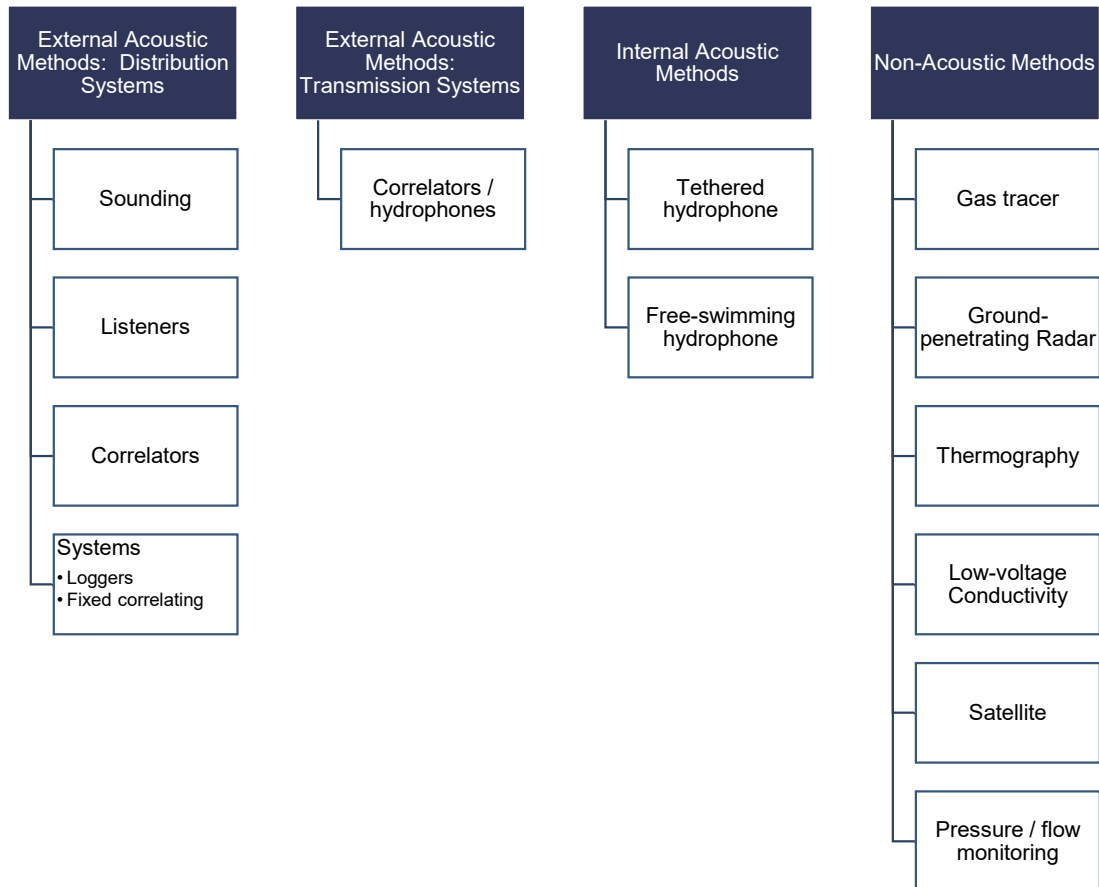 External Acoustic
Methods:  Distribution
Systems
Sounding
Listeners
Correlators
Systems
• Loggers
• Fixed correlating
External Acoustic
Methods:
Transmission Systems
Correlators /
hydrophones
Internal Acoustic
Methods
Tethered
hydrophone
Free-swimming
hydrophone
Non-Acoustic Methods
Gas tracer
Ground-
penetrating Radar
Thermography
Low-voltage
Conductivity
Satellite
Pressure / flow
monitoring